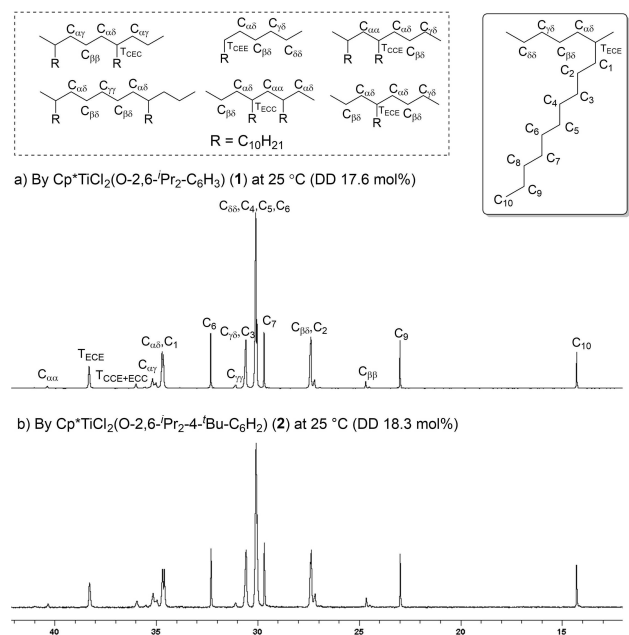 Cαγ Cαδ Cαγ
Cββ TCEC
R R
Cαδ Cγδ
TCEE Cβδ
R Cδδ
Cαα Cαδ Cγδ
TCCE Cβδ
R R
Cαδ Cγγ Cαδ
Cβδ Cβδ
R R
Cαδ Cαα Cαδ
Cβδ TECC Cβδ
R R
Cαδ Cαδ Cγδ
Cβδ TECE Cβδ
R
R = C10H21
Cγδ Cαδ TECE
Cδδ Cβδ C1
C2
C3
C4
C5
C6
C7
C8
C9
C10
a) By Cp*TiCl2(O-2,6-iPr2-C6H3) (1) at 25 °C (DD 17.6 mol%)
Cδδ,C4,C5,C6
Cαα
TECE
TCCE+ECC
Cαγ
Cαδ,C1
C6
Cγγ
Cγδ,C3
C7
Cβδ,C2
Cββ
C9
C10
b) By Cp*TiCl2(O-2,6-iPr2-4-tBu-C6H2) (2) at 25 °C (DD 18.3 mol%)
40 35 30 25 20 15